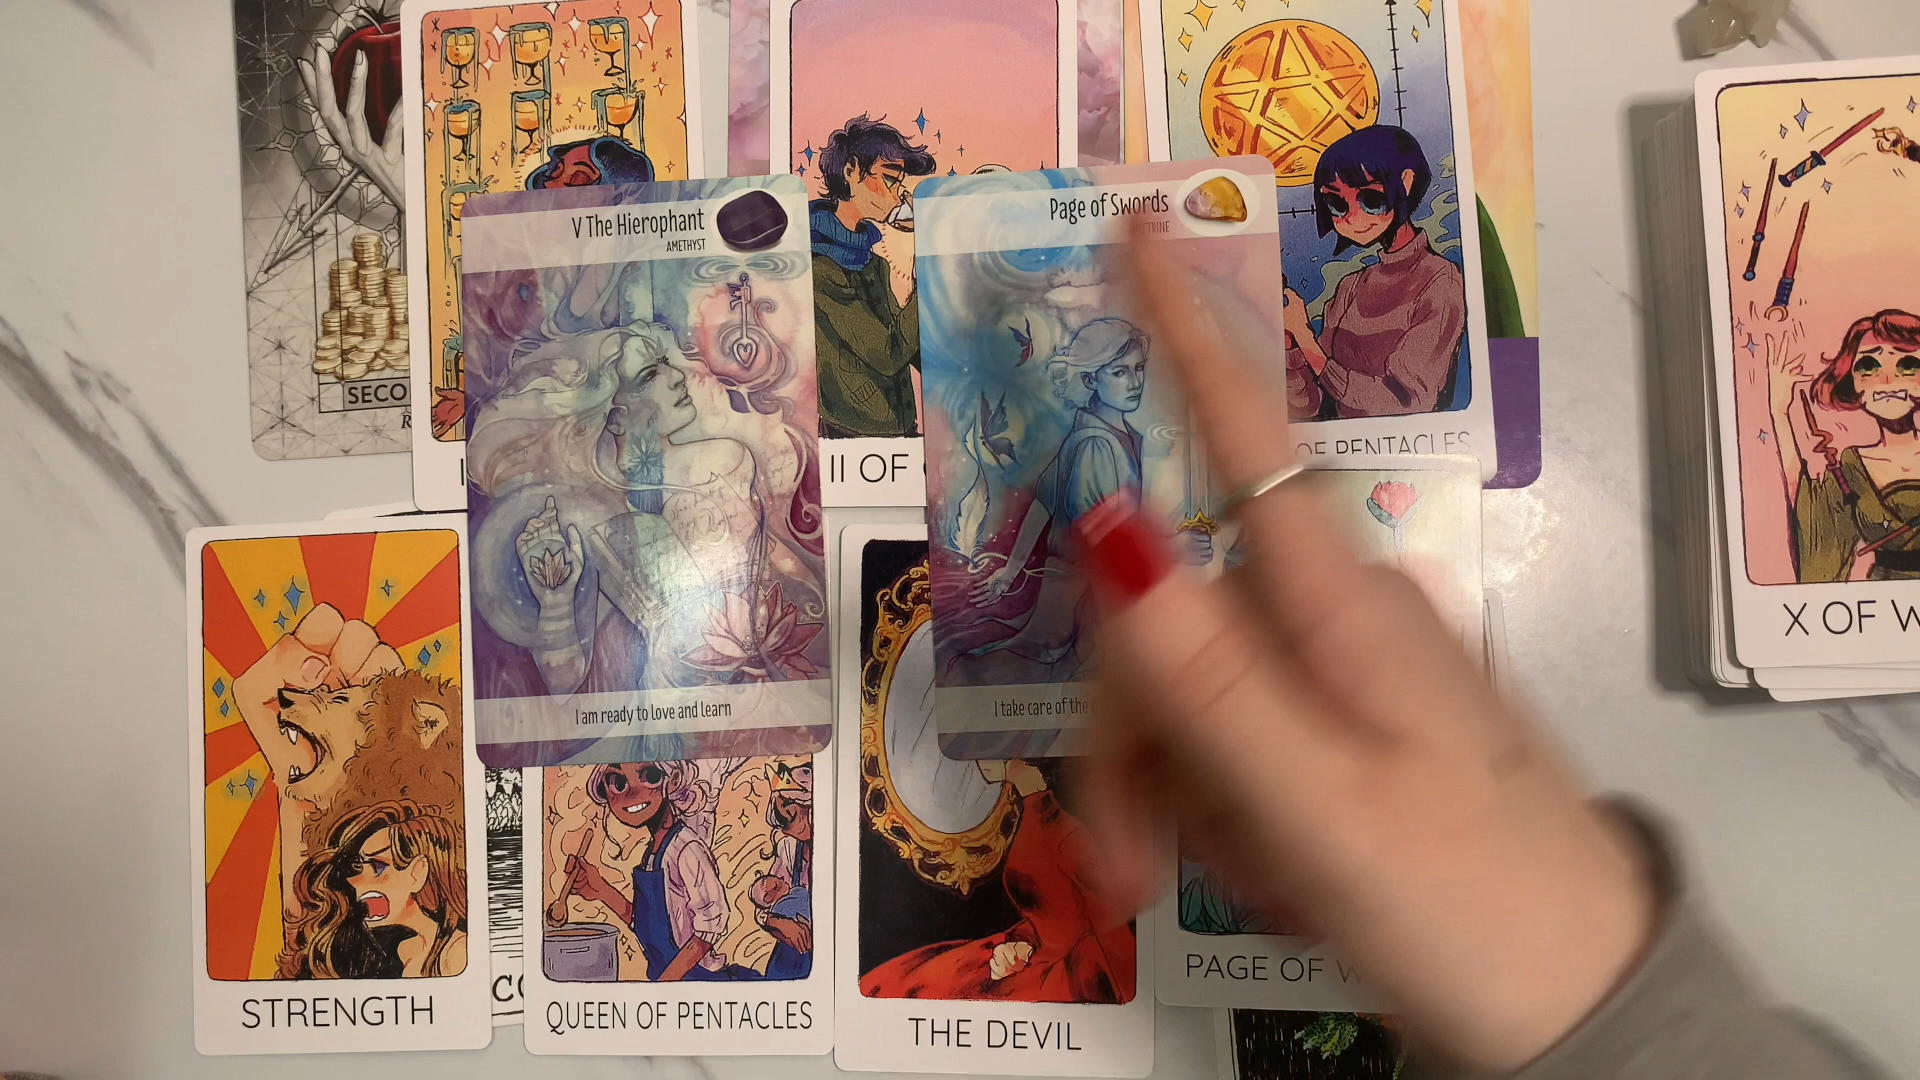 V The Hierophant
AMETHYST
Page of Swords
SECO
R
I
II OF
OF PENTACLES
I am ready to love and learn
I take care of the
X OF W
STRENGTH
CO
QUEEN OF PENTACLES
THE DEVIL
PAGE OF W